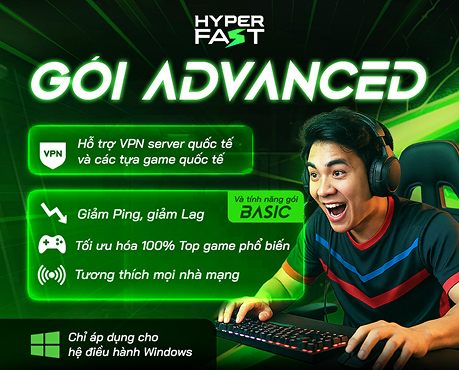 HYPER
FAST
GÓI ADVANCED
VPN
Hỗ trợ VPN server quốc tế
và các tựa game quốc tế
Và tính năng gói
BASIC
Giảm Ping, giảm Lag
Tối ưu hóa 100% Top game phổ biến
Tương thích mọi nhà mạng
Chỉ áp dụng cho
hệ điều hành Windows